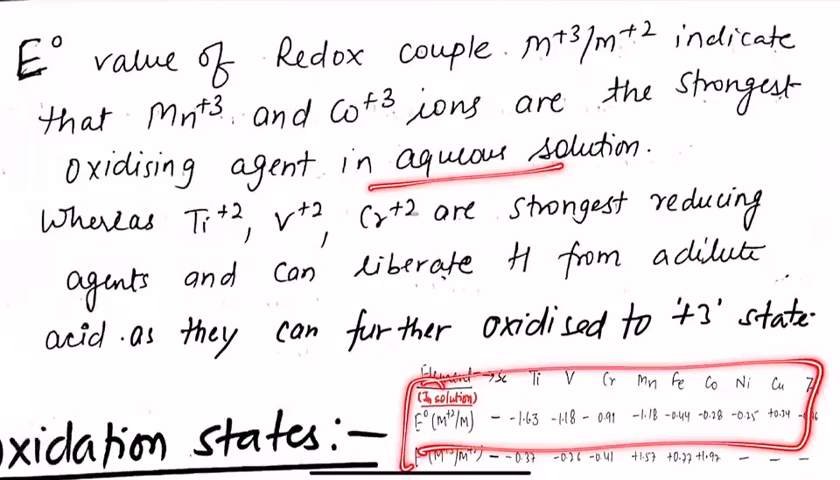 E° value of Redox couple m+3/m+2 indicate
that Mn+3 and Co+3 ions are the strongest
oxidising agent in aqueous solution.
Whereas Ti+2, V+2, Cr+2 are strongest reducing
agents and can liberate H from a dilute
acid as they can further oxidised to '+3' state
Element → Sc Ti V Cr Mn Fe Co Ni Cu
(In solution)
E°(M+2/M) – -1.63 -1.18 -0.91 -1.18 -0.44 -0.28 -0.25 +0.34
-0.37 -0.26 -0.41 +1.57 +0.77 +1.97 – – –
oxidation states:-